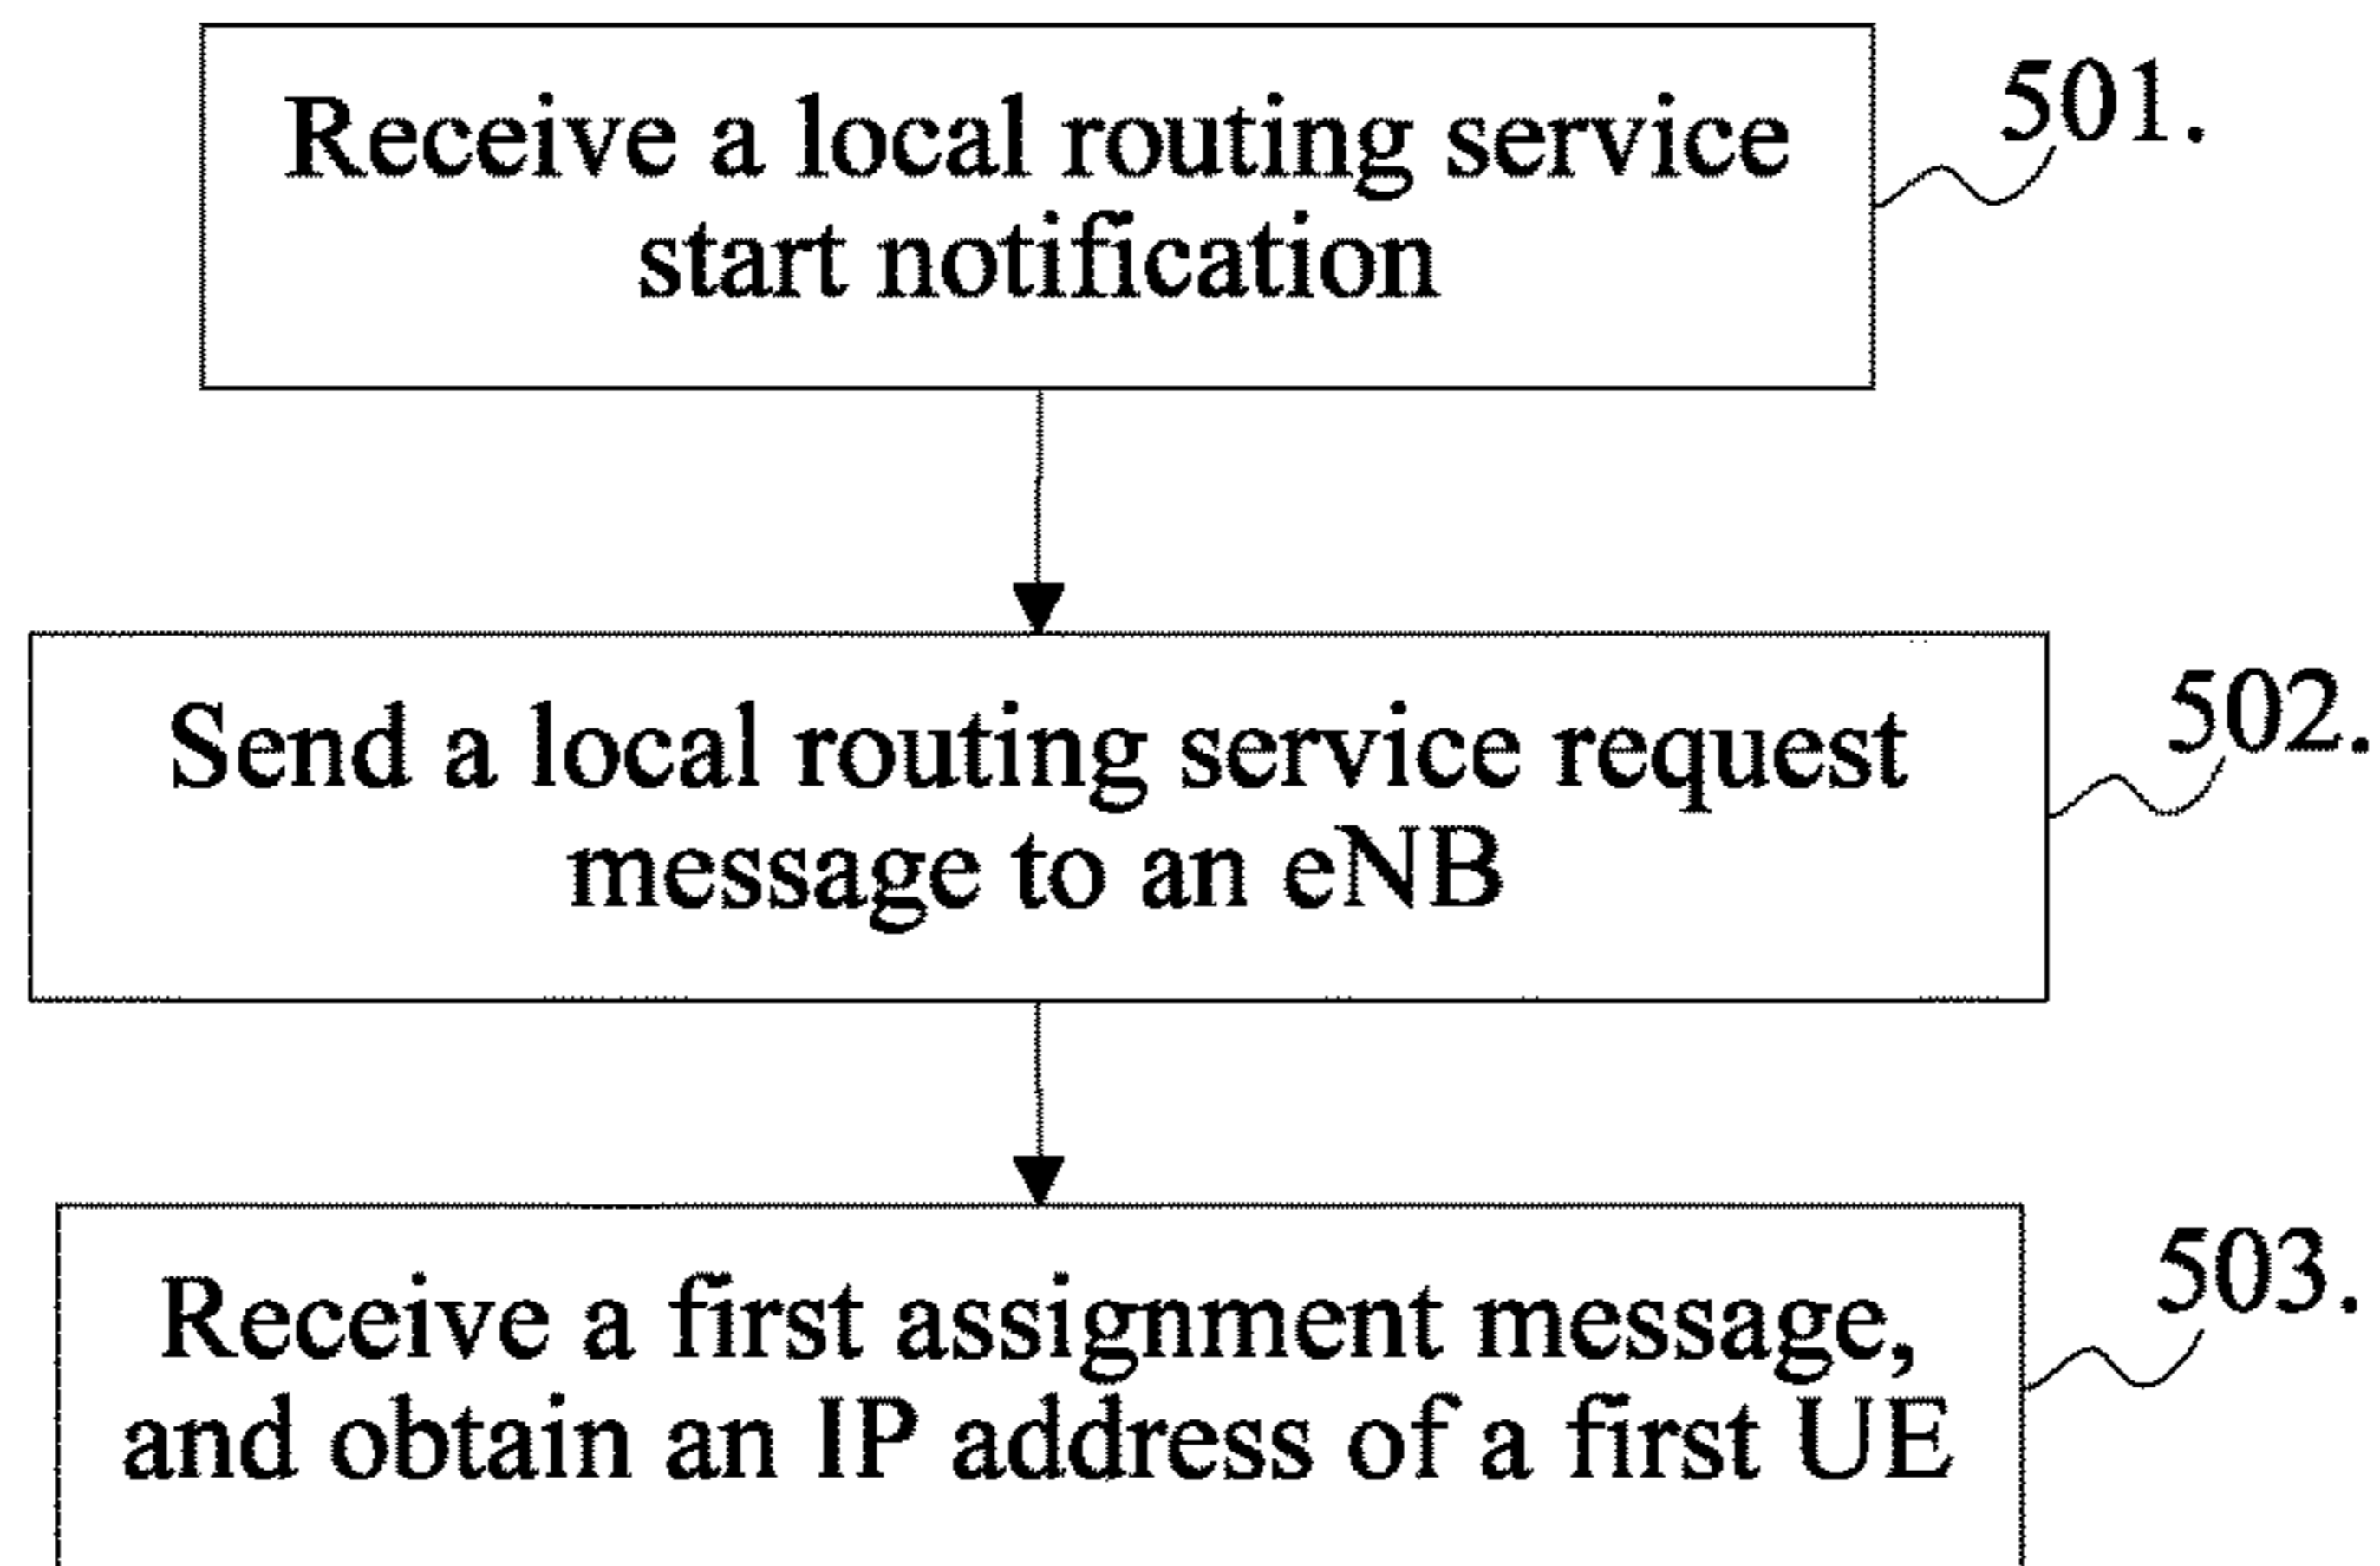 Receive a local routing service
start notification
501.
Send a local routing service request
message to an eNB
502.
Receive a first assignment message,
and obtain an IP address of a first UE
503.